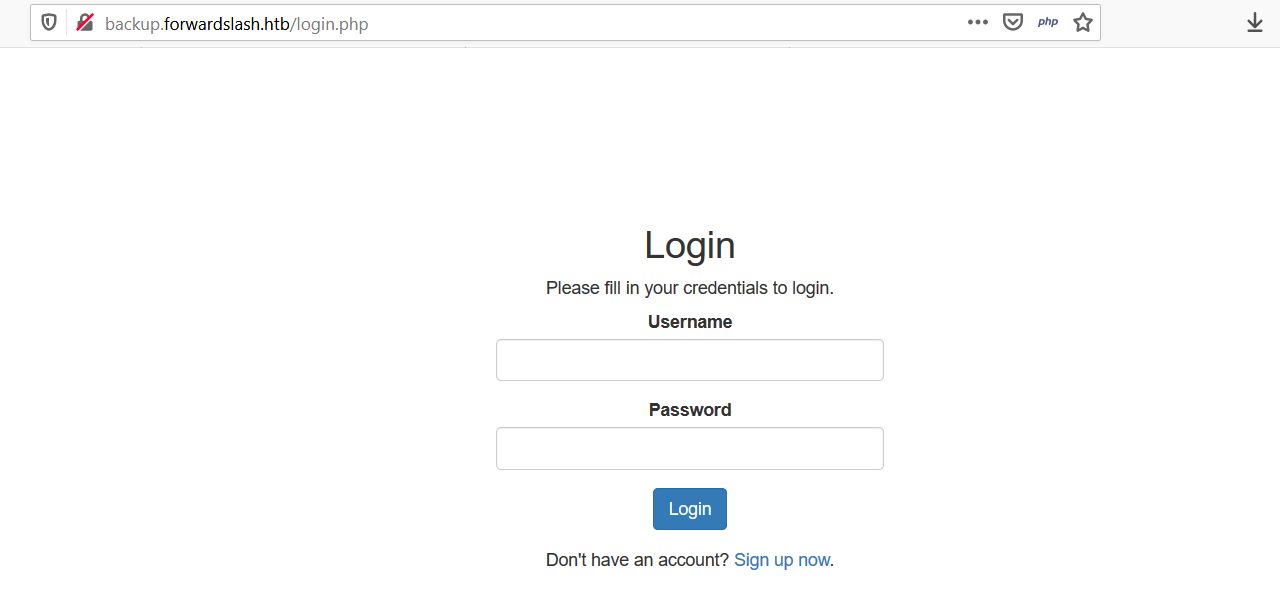 backup.forwardslash.htb/login.php
php
Login
Please fill in your credentials to login.
Username
Password
Login
Don't have an account? Sign up now.